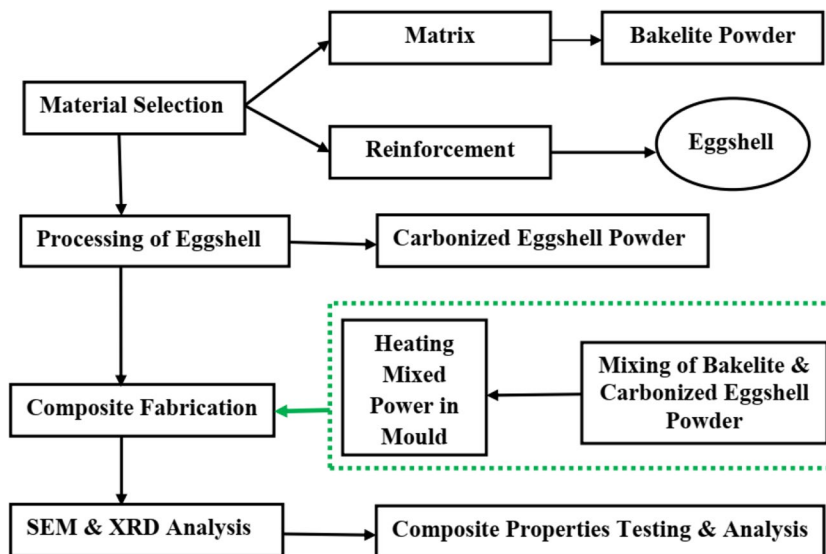 Matrix
Bakelite Powder
Material Selection
Reinforcement
Eggshell
Processing of Eggshell
Carbonized Eggshell Powder
Heating
Mixed
Power in
Mould
Mixing of Bakelite &
Carbonized Eggshell
Powder
Composite Fabrication
SEM & XRD Analysis
Composite Properties Testing & Analysis